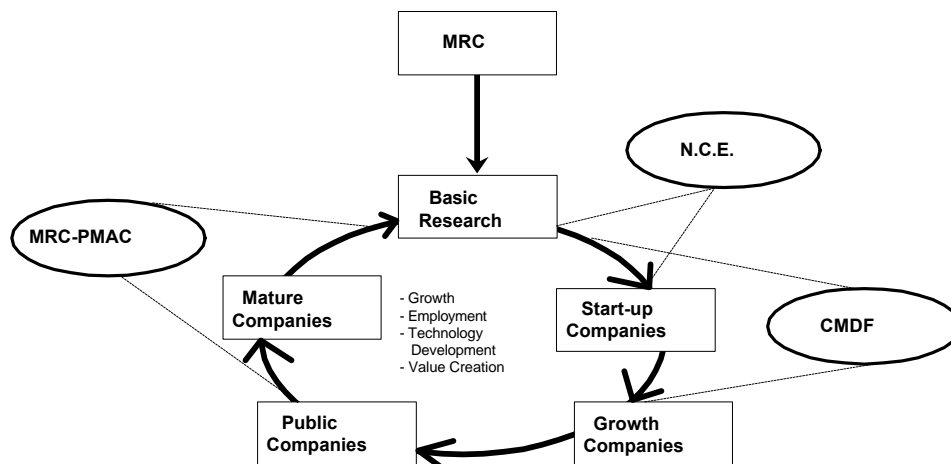 MRC
N.C.E.
Basic
Research
MRC-PMAC
Mature
Companies
- Growth
- Employment
- Technology
Development
- Value Creation
Start-up
Companies
CMDF
Public
Companies
Growth
Companies